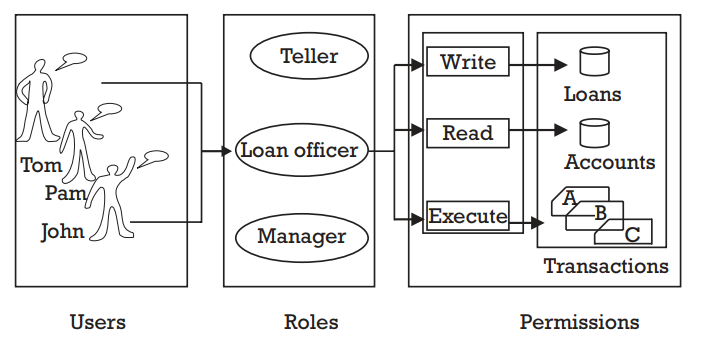 Tom
Pam
John
Users
Teller
Loan officer
Manager
Roles
Write
Read
Execute
Loans
Accounts
A
B
C
Transactions
Permissions